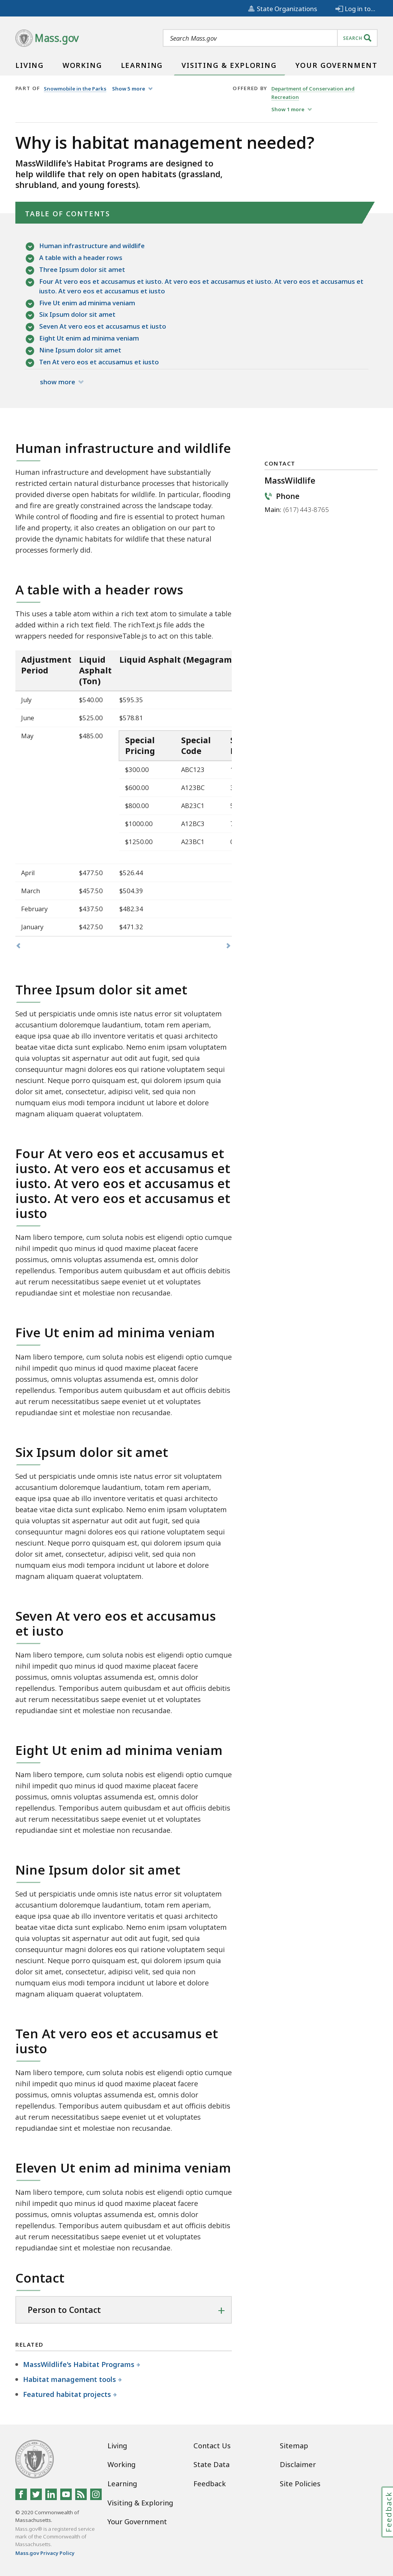 State Organizations
Log in to...
Mass.gov
Search Mass.gov
SEARCH
LIVING
WORKING
LEARNING
VISITING & EXPLORING
YOUR GOVERNMENT
PART OF Snowmobile in the Parks Show 5 more
OFFERED BY Department of Conservation and
Recreation
Show 1 more
Why is habitat management needed?
MassWildlife's Habitat Programs are designed to
help wildlife that rely on open habitats (grassland,
shrubland, and young forests).
TABLE OF CONTENTS
Human infrastructure and wildlife
A table with a header rows
Three Ipsum dolor sit amet
Four At vero eos et accusamus et iusto. At vero eos et accusamus et iusto. At vero eos et accusamus et
iusto. At vero eos et accusamus et iusto
Five Ut enim ad minima veniam
Six Ipsum dolor sit amet
Seven At vero eos et accusamus et iusto
Eight Ut enim ad minima veniam
Nine Ipsum dolor sit amet
Ten At vero eos et accusamus et iusto
show more
Human infrastructure and wildlife
Human infrastructure and development have substantially
restricted certain natural disturbance processes that historically
provided diverse open habitats for wildlife. In particular, flooding
and fire are greatly constrained across the landscape today.
While control of flooding and fire is essential to protect human
life and property, it also creates an obligation on our part to
provide the dynamic habitats for wildlife that these natural
processes formerly did.
CONTACT
MassWildlife
Phone
Main: (617) 443-8765
A table with a header rows
This uses a table atom within a rich text atom to simulate a table
added within a rich text field. The richText.js file adds the
wrappers needed for responsiveTable.js to act on this table.
Adjustment
Period
Liquid
Asphalt
(Ton)
Liquid Asphalt (Megagram
July $540.00 $595.35
June $525.00 $578.81
May $485.00
Special
Pricing
Special
Code
$300.00 ABC123
$600.00 A123BC
$800.00 AB23C1
$1000.00 A12BC3
$1250.00 A23BC1
April $477.50 $526.44
March $457.50 $504.39
February $437.50 $482.34
January $427.50 $471.32
Three Ipsum dolor sit amet
Sed ut perspiciatis unde omnis iste natus error sit voluptatem
accusantium doloremque laudantium, totam rem aperiam,
eaque ipsa quae ab illo inventore veritatis et quasi architecto
beatae vitae dicta sunt explicabo. Nemo enim ipsam voluptatem
quia voluptas sit aspernatur aut odit aut fugit, sed quia
consequuntur magni dolores eos qui ratione voluptatem sequi
nesciunt. Neque porro quisquam est, qui dolorem ipsum quia
dolor sit amet, consectetur, adipisci velit, sed quia non
numquam eius modi tempora incidunt ut labore et dolore
magnam aliquam quaerat voluptatem.
Four At vero eos et accusamus et
iusto. At vero eos et accusamus et
iusto. At vero eos et accusamus et
iusto. At vero eos et accusamus et
iusto
Nam libero tempore, cum soluta nobis est eligendi optio cumque
nihil impedit quo minus id quod maxime placeat facere
possimus, omnis voluptas assumenda est, omnis dolor
repellendus. Temporibus autem quibusdam et aut officiis debitis
aut rerum necessitatibus saepe eveniet ut et voluptates
repudiandae sint et molestiae non recusandae.
Five Ut enim ad minima veniam
Nam libero tempore, cum soluta nobis est eligendi optio cumque
nihil impedit quo minus id quod maxime placeat facere
possimus, omnis voluptas assumenda est, omnis dolor
repellendus. Temporibus autem quibusdam et aut officiis debitis
aut rerum necessitatibus saepe eveniet ut et voluptates
repudiandae sint et molestiae non recusandae.
Six Ipsum dolor sit amet
Sed ut perspiciatis unde omnis iste natus error sit voluptatem
accusantium doloremque laudantium, totam rem aperiam,
eaque ipsa quae ab illo inventore veritatis et quasi architecto
beatae vitae dicta sunt explicabo. Nemo enim ipsam voluptatem
quia voluptas sit aspernatur aut odit aut fugit, sed quia
consequuntur magni dolores eos qui ratione voluptatem sequi
nesciunt. Neque porro quisquam est, qui dolorem ipsum quia
dolor sit amet, consectetur, adipisci velit, sed quia non
numquam eius modi tempora incidunt ut labore et dolore
magnam aliquam quaerat voluptatem.
Seven At vero eos et accusamus
et iusto
Nam libero tempore, cum soluta nobis est eligendi optio cumque
nihil impedit quo minus id quod maxime placeat facere
possimus, omnis voluptas assumenda est, omnis dolor
repellendus. Temporibus autem quibusdam et aut officiis debitis
aut rerum necessitatibus saepe eveniet ut et voluptates
repudiandae sint et molestiae non recusandae.
Eight Ut enim ad minima veniam
Nam libero tempore, cum soluta nobis est eligendi optio cumque
nihil impedit quo minus id quod maxime placeat facere
possimus, omnis voluptas assumenda est, omnis dolor
repellendus. Temporibus autem quibusdam et aut officiis debitis
aut rerum necessitatibus saepe eveniet ut et voluptates
repudiandae sint et molestiae non recusandae.
Nine Ipsum dolor sit amet
Sed ut perspiciatis unde omnis iste natus error sit voluptatem
accusantium doloremque laudantium, totam rem aperiam,
eaque ipsa quae ab illo inventore veritatis et quasi architecto
beatae vitae dicta sunt explicabo. Nemo enim ipsam voluptatem
quia voluptas sit aspernatur aut odit aut fugit, sed quia
consequuntur magni dolores eos qui ratione voluptatem sequi
nesciunt. Neque porro quisquam est, qui dolorem ipsum quia
dolor sit amet, consectetur, adipisci velit, sed quia non
numquam eius modi tempora incidunt ut labore et dolore
magnam aliquam quaerat voluptatem.
Ten At vero eos et accusamus et
iusto
Nam libero tempore, cum soluta nobis est eligendi optio cumque
nihil impedit quo minus id quod maxime placeat facere
possimus, omnis voluptas assumenda est, omnis dolor
repellendus. Temporibus autem quibusdam et aut officiis debitis
aut rerum necessitatibus saepe eveniet ut et voluptates
repudiandae sint et molestiae non recusandae.
Eleven Ut enim ad minima veniam
Nam libero tempore, cum soluta nobis est eligendi optio cumque
nihil impedit quo minus id quod maxime placeat facere
possimus, omnis voluptas assumenda est, omnis dolor
repellendus. Temporibus autem quibusdam et aut officiis debitis
aut rerum necessitatibus saepe eveniet ut et voluptates
repudiandae sint et molestiae non recusandae.
Contact
Person to Contact
RELATED
MassWildlife's Habitat Programs
Habitat management tools
Featured habitat projects
Living
Working
Learning
Visiting & Exploring
Your Government
Contact Us
State Data
Feedback
Sitemap
Disclaimer
Site Policies
© 2020 Commonwealth of
Massachusetts.
Mass.gov® is a registered service
mark of the Commonwealth of
Massachusetts.
Mass.gov Privacy Policy
Feedback